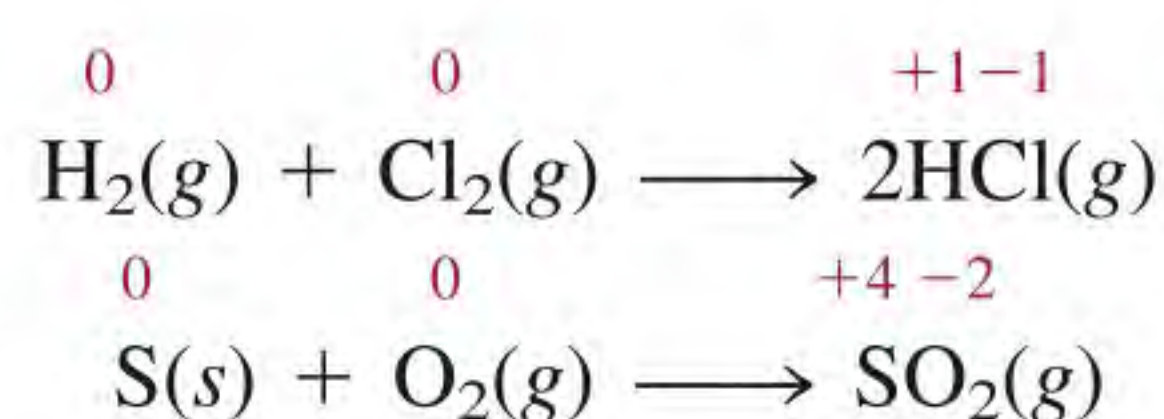 0 0 +1−1
H₂(g) + Cl₂(g) ⟶ 2HCl(g)
0 0 +4 −2
S(s) + O₂(g) ⟶ SO₂(g)